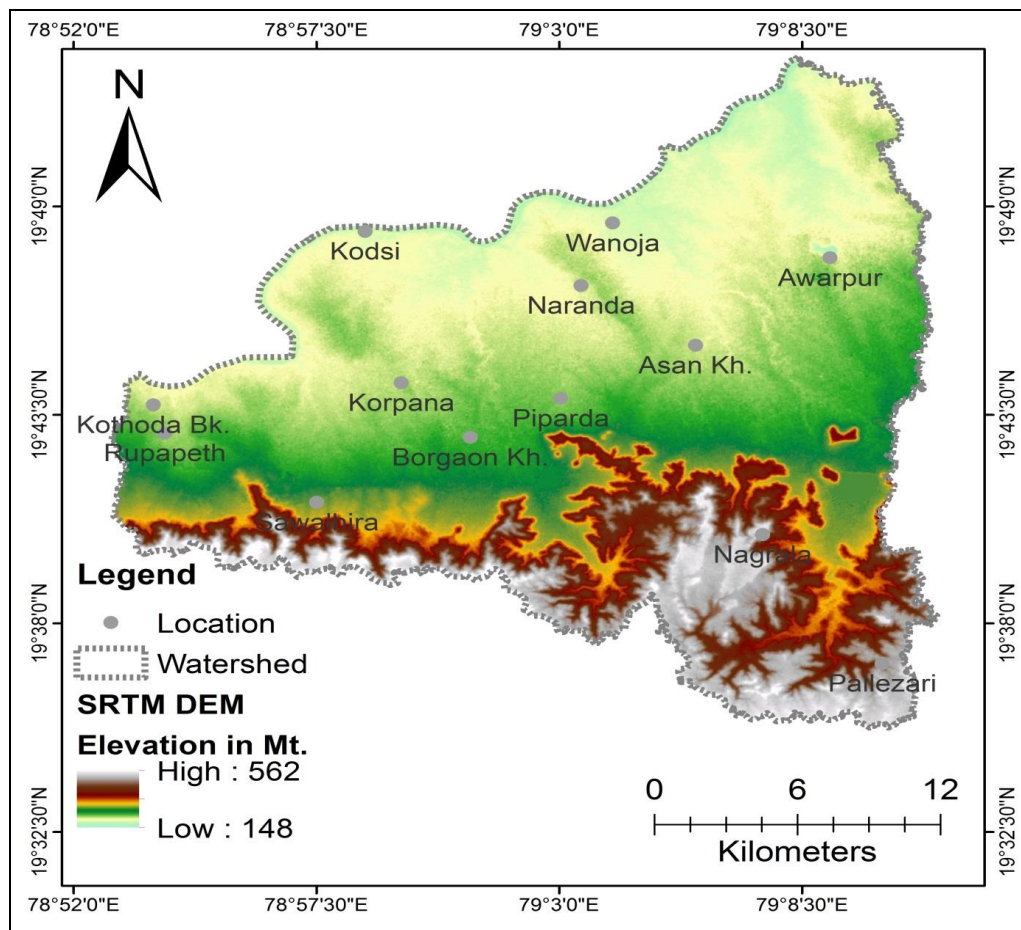 78°52'0"E 78°57'30"E 79°3'0"E 79°8'30"E
N
19°49'0"N 19°49'0"N
Kodsi
Wanoja
Awarpur
Naranda
Asan Kh.
Korpana
Piparda
19°43'30"N 19°43'30"N
Kothoda Bk.
Rupapeth
Borgaon Kh.
Sawalhira
Nagrala
Legend
Location
19°38'0"N 19°38'0"N
Watershed
Pallezari
SRTM DEM
Elevation in Mt.
High : 562
Low : 148
0 6 12
Kilometers
19°32'30"N 19°32'30"N
78°52'0"E 78°57'30"E 79°3'0"E 79°8'30"E